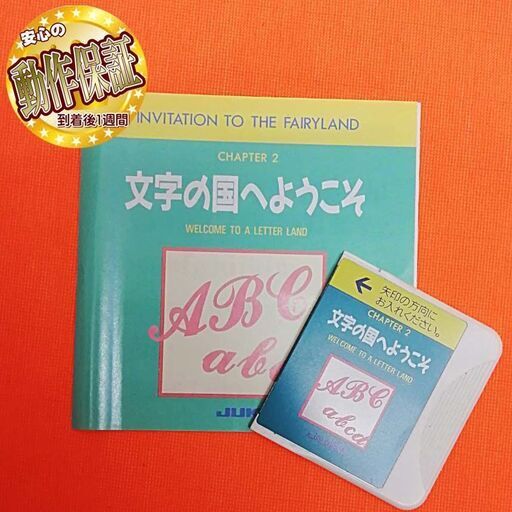 安心の
動作保証
到着後1週間
INVITATION TO THE FAIRYLAND
CHAPTER 2
文字の国へようこそ
WELCOME TO A LETTER LAND
ABC
abc
JUK
矢印の方向に
お入れください。
CHAPTER 2
文字の国へようこそ
WELCOME TO A LETTER LAND
ABC
abcd